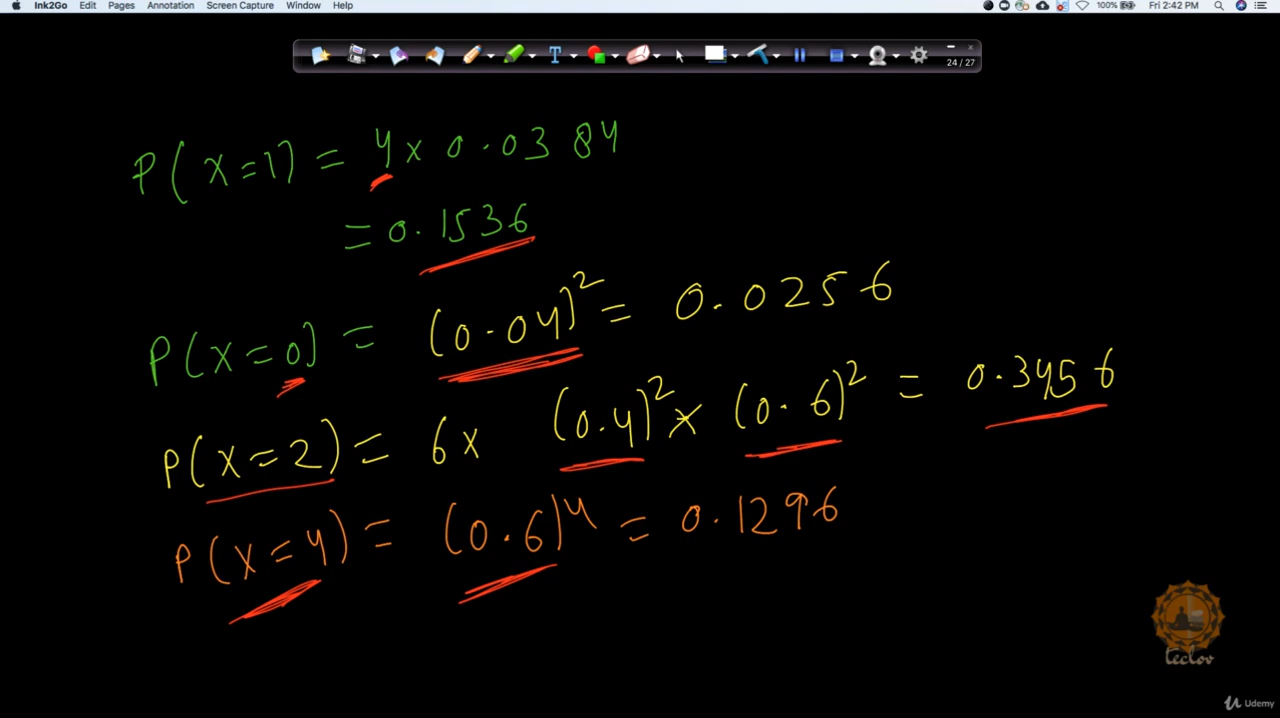 Ink2Go Edit Pages Annotation Screen Capture Window Help 100% Fri 2:42 PM
24 / 27
P(X=1) = 4 x 0.0384
= 0.1536
P(X=0) = (0.04)² = 0.0256
P(X=2) = 6x (0.4)² x (0.6)² = 0.3456
P(X=4) = (0.6)⁴ = 0.1296
teclov
Udemy